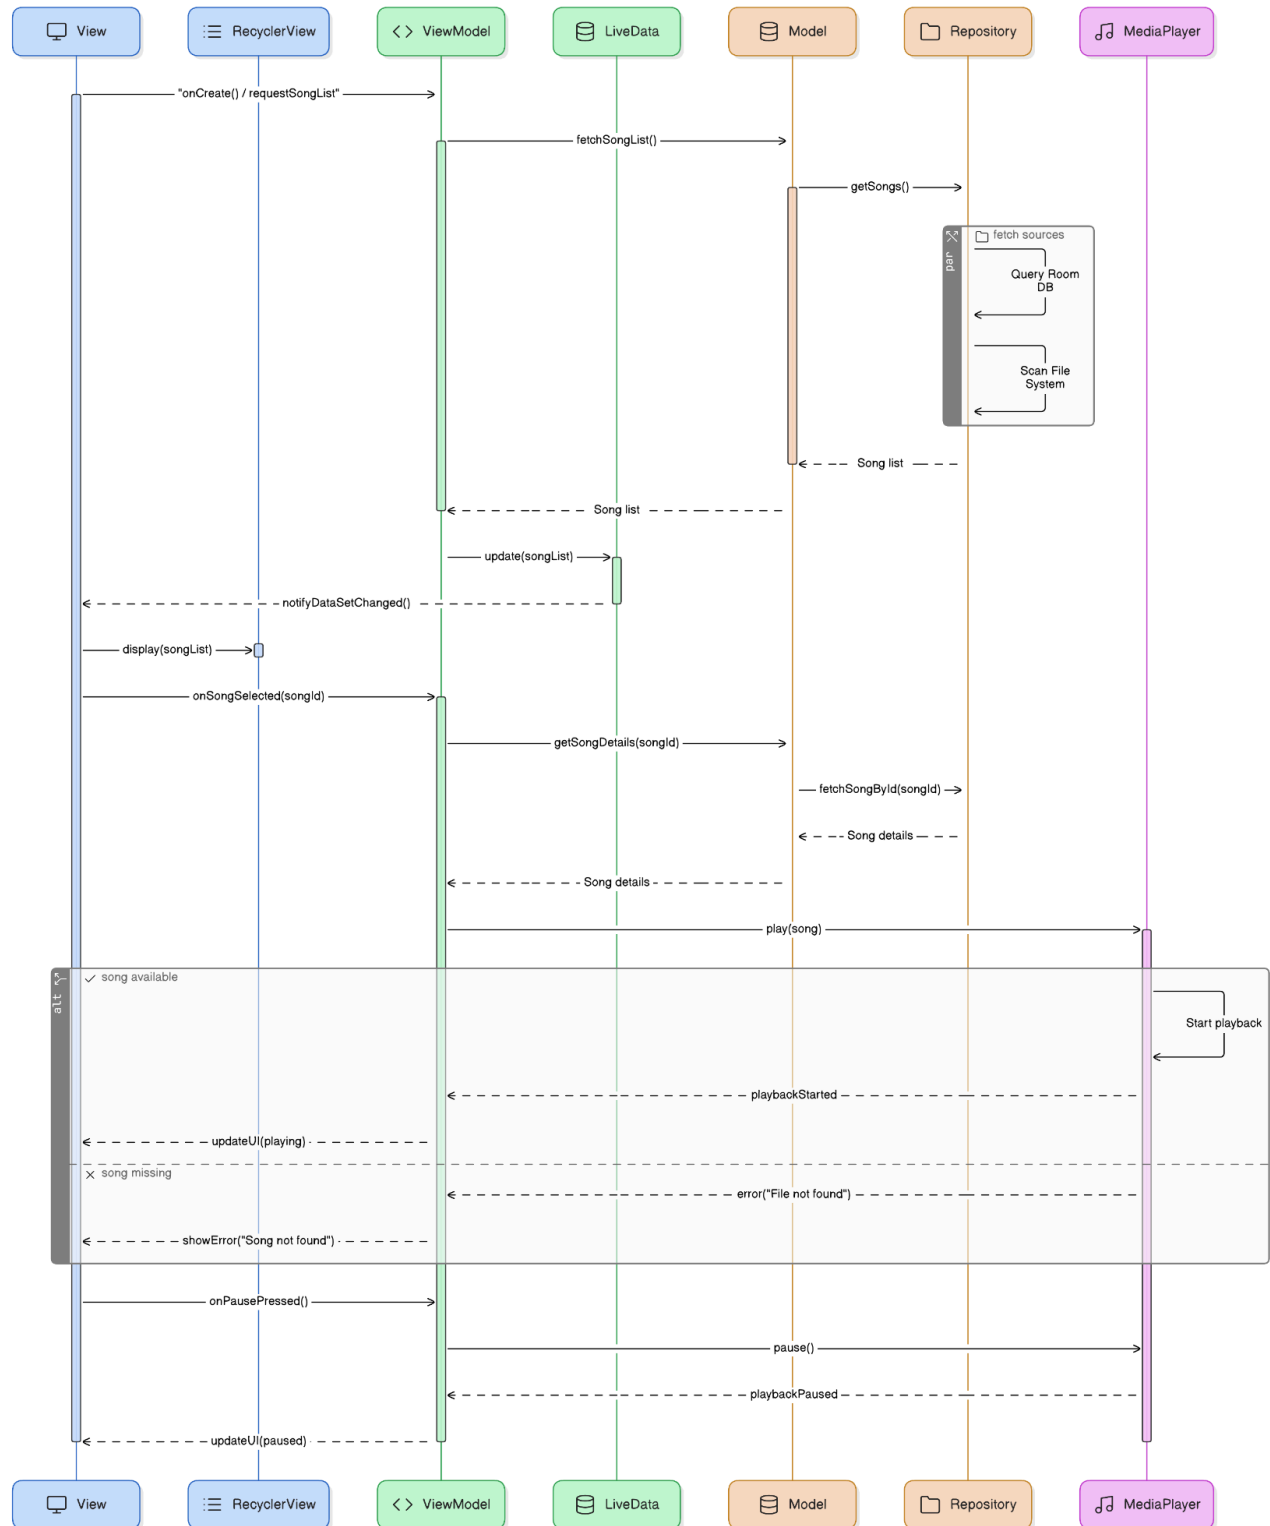 View
RecyclerView
ViewModel
LiveData
Model
Repository
MediaPlayer
"onCreate() / requestSongList"
fetchSongList()
getSongs()
par
fetch sources
Query Room
DB
Scan File
System
Song list
Song list
update(songList)
notifyDataSetChanged()
display(songList)
onSongSelected(songId)
getSongDetails(songId)
fetchSongById(songId)
Song details
Song details
play(song)
alt
song available
Start playback
playbackStarted
updateUI(playing)
song missing
error("File not found")
showError("Song not found")
onPausePressed()
pause()
playbackPaused
updateUI(paused)
View
RecyclerView
ViewModel
LiveData
Model
Repository
MediaPlayer